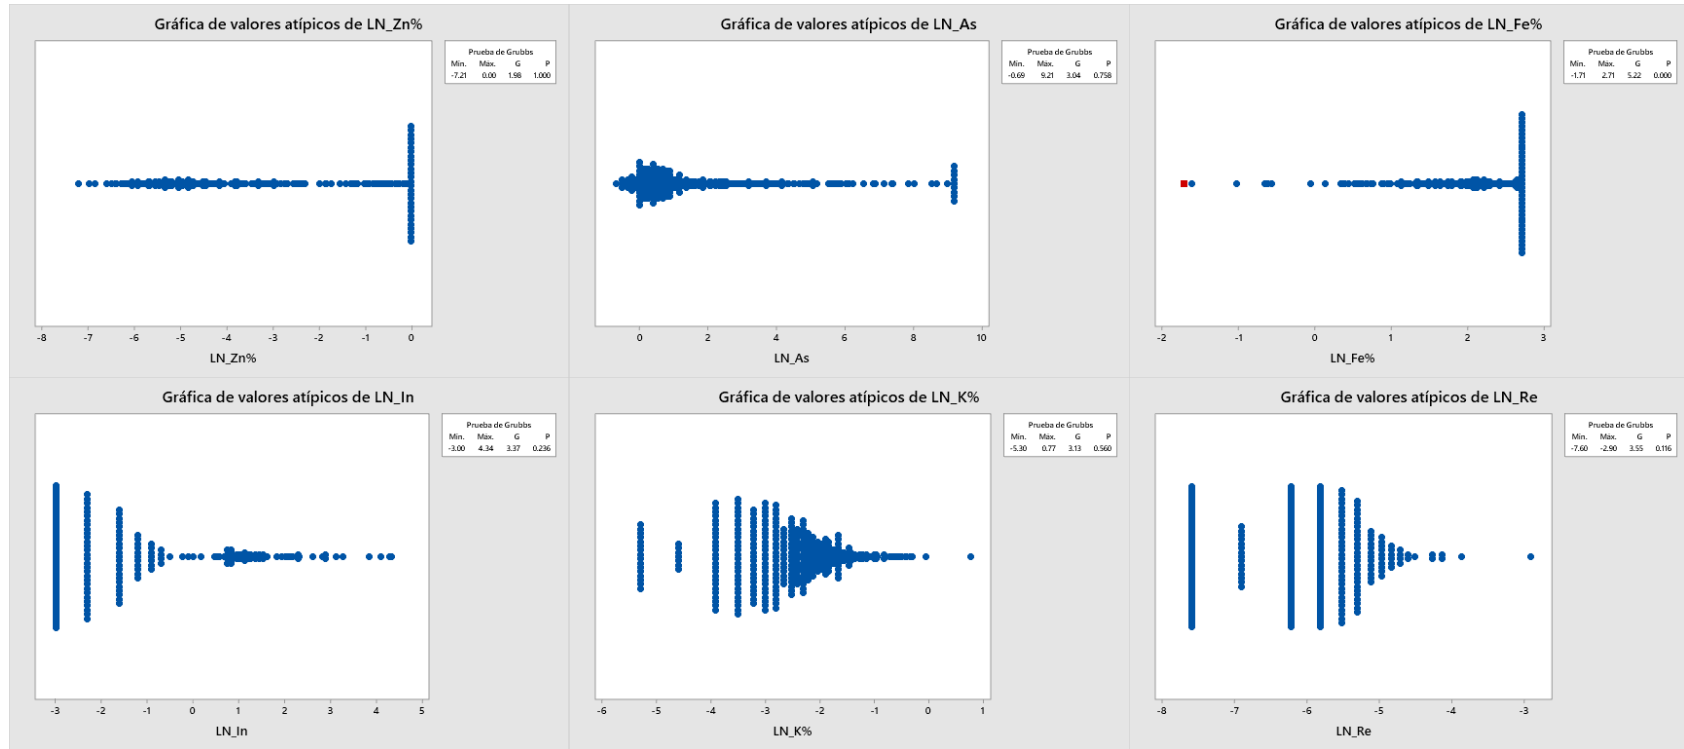 Gráfica de valores atípicos de LN_Zn%
Prueba de Grubbs
Mín. Máx. G P
-7.21 0.00 1.98 1.000
-8 -7 -6 -5 -4 -3 -2 -1 0
LN_Zn%
Gráfica de valores atípicos de LN_As
Prueba de Grubbs
Mín. Máx. G P
-0.69 9.21 3.04 0.758
0 2 4 6 8 10
LN_As
Gráfica de valores atípicos de LN_Fe%
Prueba de Grubbs
Mín. Máx. G P
-1.71 2.71 5.22 0.000
-2 -1 0 1 2 3
LN_Fe%
Gráfica de valores atípicos de LN_In
Prueba de Grubbs
Mín. Máx. G P
-3.00 4.34 3.37 0.236
-3 -2 -1 0 1 2 3 4 5
LN_In
Gráfica de valores atípicos de LN_K%
Prueba de Grubbs
Mín. Máx. G P
-5.30 0.77 3.13 0.560
-6 -5 -4 -3 -2 -1 0 1
LN_K%
Gráfica de valores atípicos de LN_Re
Prueba de Grubbs
Mín. Máx. G P
-7.60 -2.90 3.55 0.116
-8 -7 -6 -5 -4 -3
LN_Re